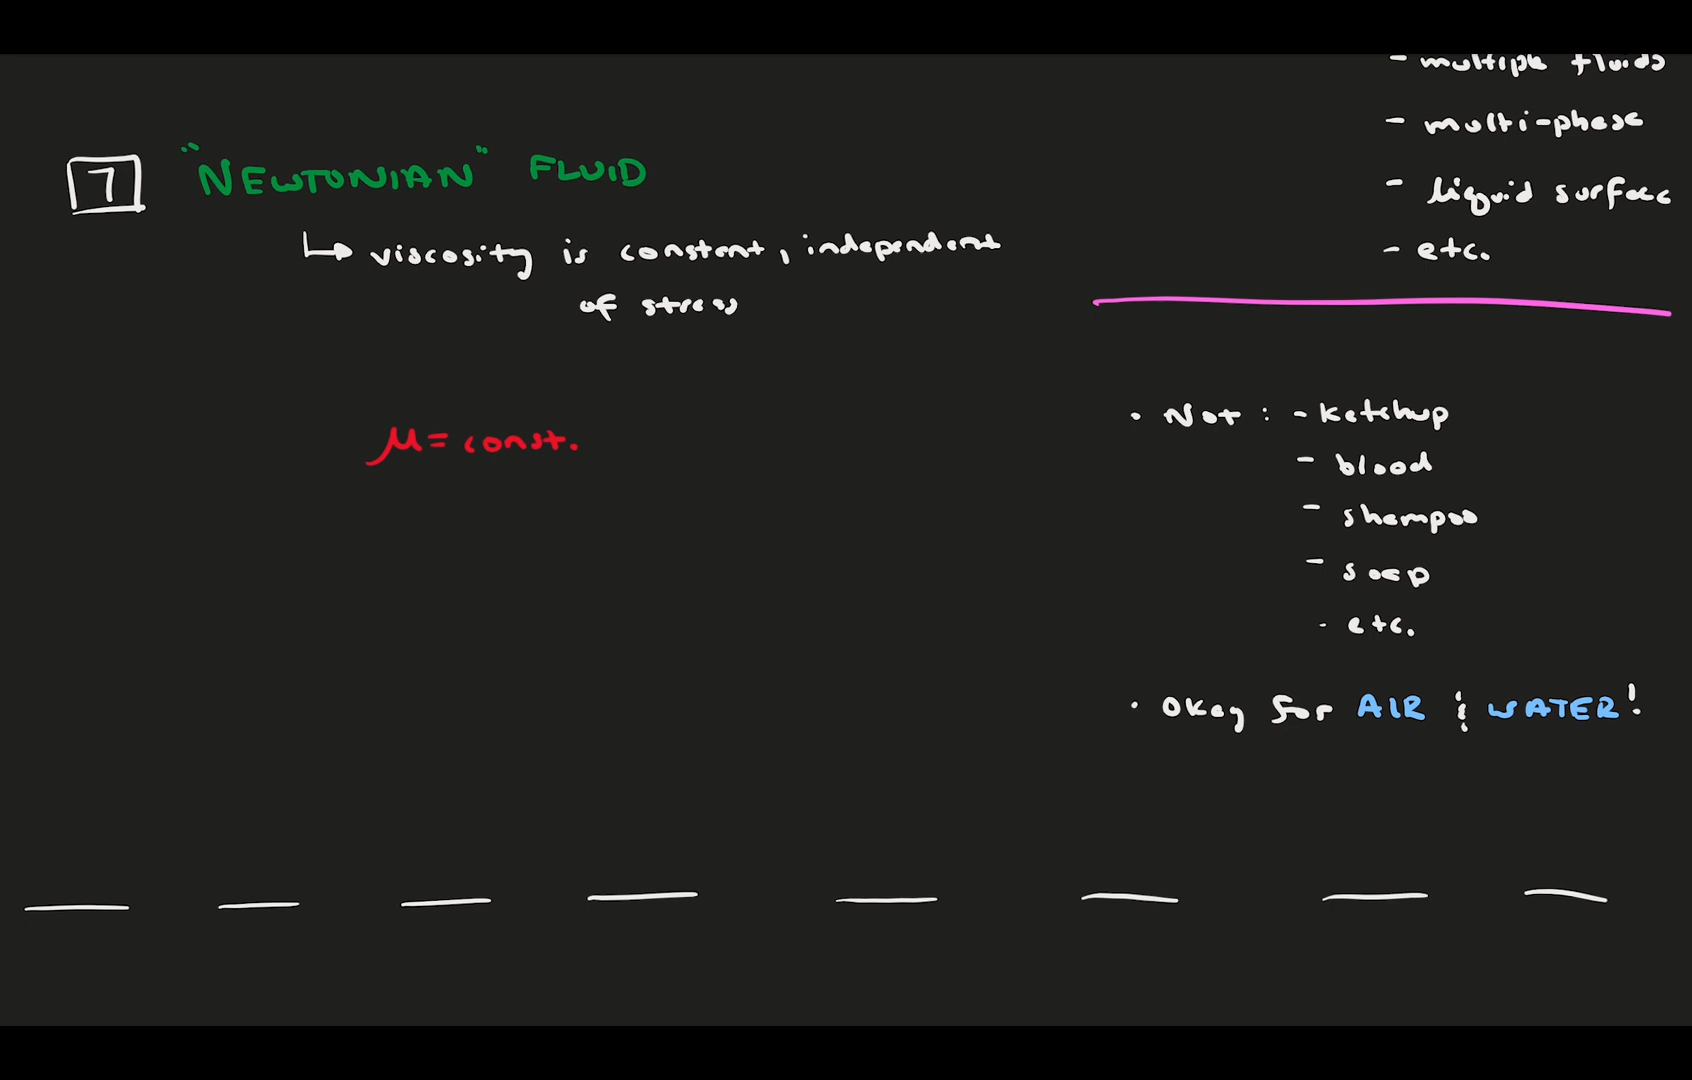 - multiple fluids
- multi-phase
- liquid surface
- etc.
7 "NEWTONIAN" FLUID
↳ viscosity is constant, independent
of stress
μ = const.
• Not : - ketchup
- blood
- shampoo
- soap
- etc.
• Okay for AIR & WATER!